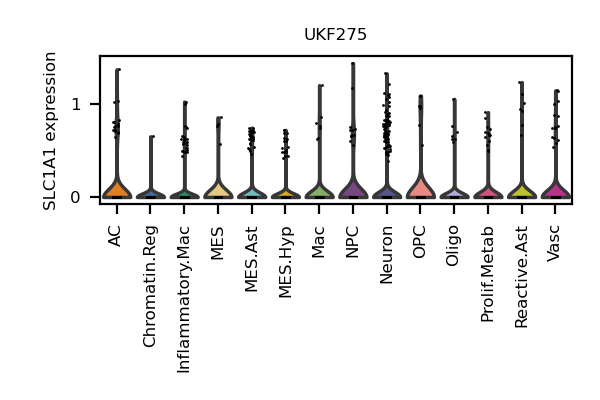 UKF275
SLC1A1 expression
1
0
AC
Chromatin.Reg
Inflammatory.Mac
MES
MES.Ast
MES.Hyp
Mac
NPC
Neuron
OPC
Oligo
Prolif.Metab
Reactive.Ast
Vasc